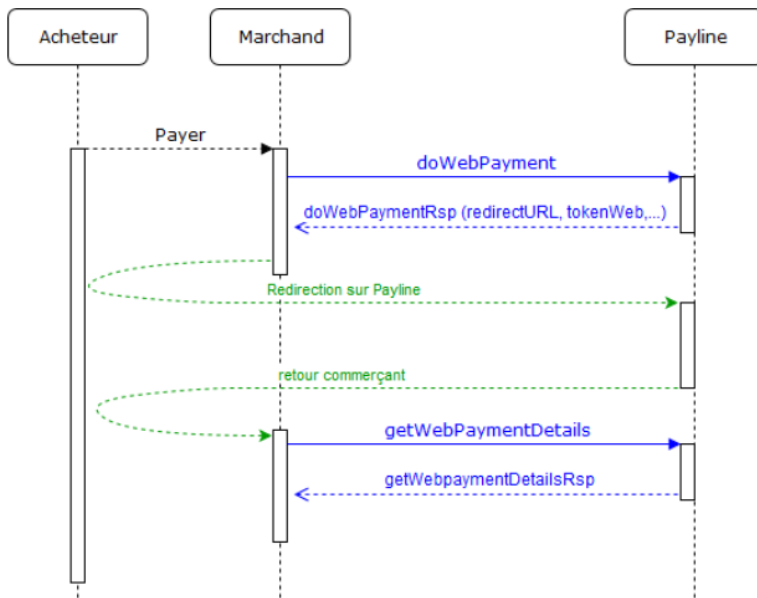 Acheteur
Marchand
Payline
Payer
doWebPayment
doWebPaymentRsp (redirectURL, tokenWeb,...)
Redirection sur Payline
retour commerçant
getWebPaymentDetails
getWebpaymentDetailsRsp